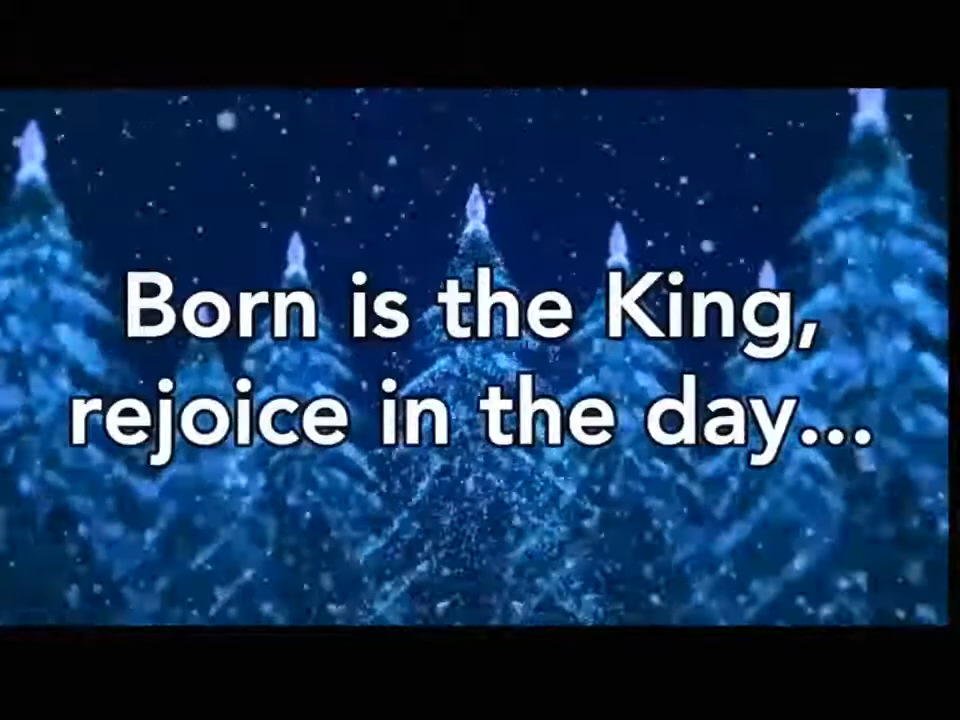 Born is the King,
rejoice in the day...